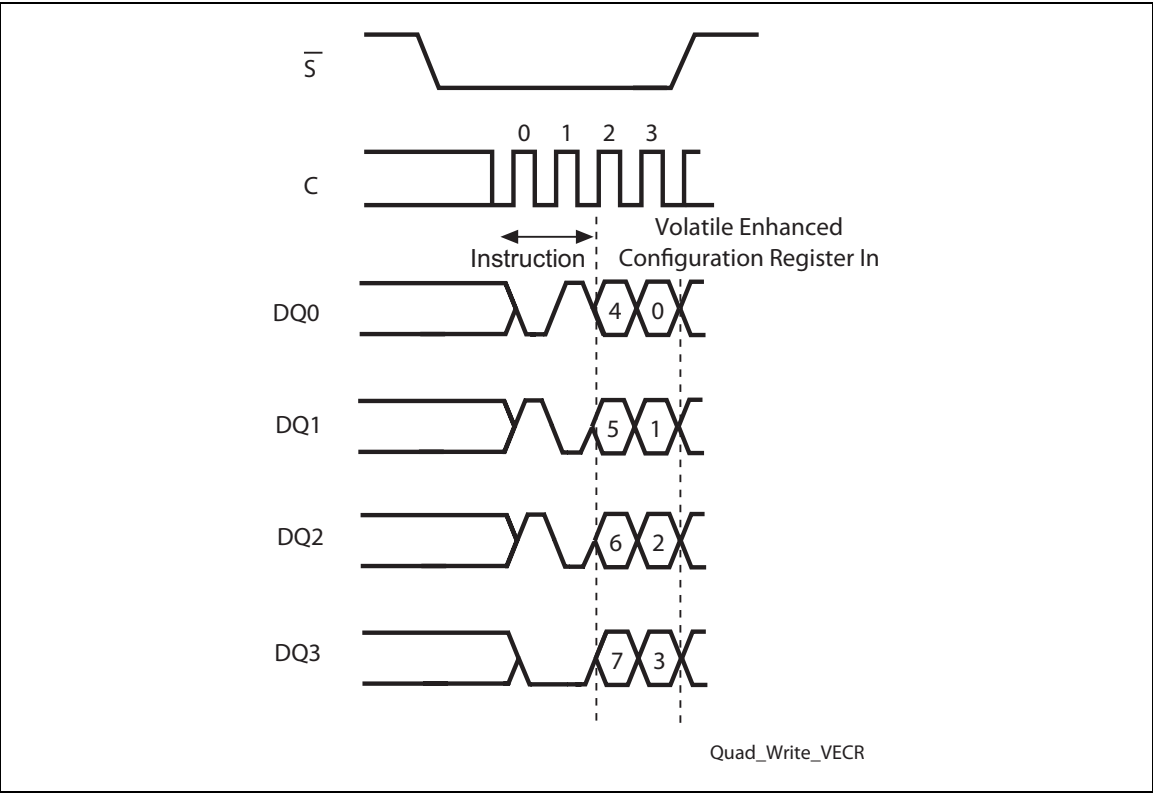 S
0 1 2 3
C
Volatile Enhanced
Instruction Configuration Register In
DQ0 4 0
DQ1 5 1
DQ2 6 2
DQ3 7 3
Quad_Write_VECR